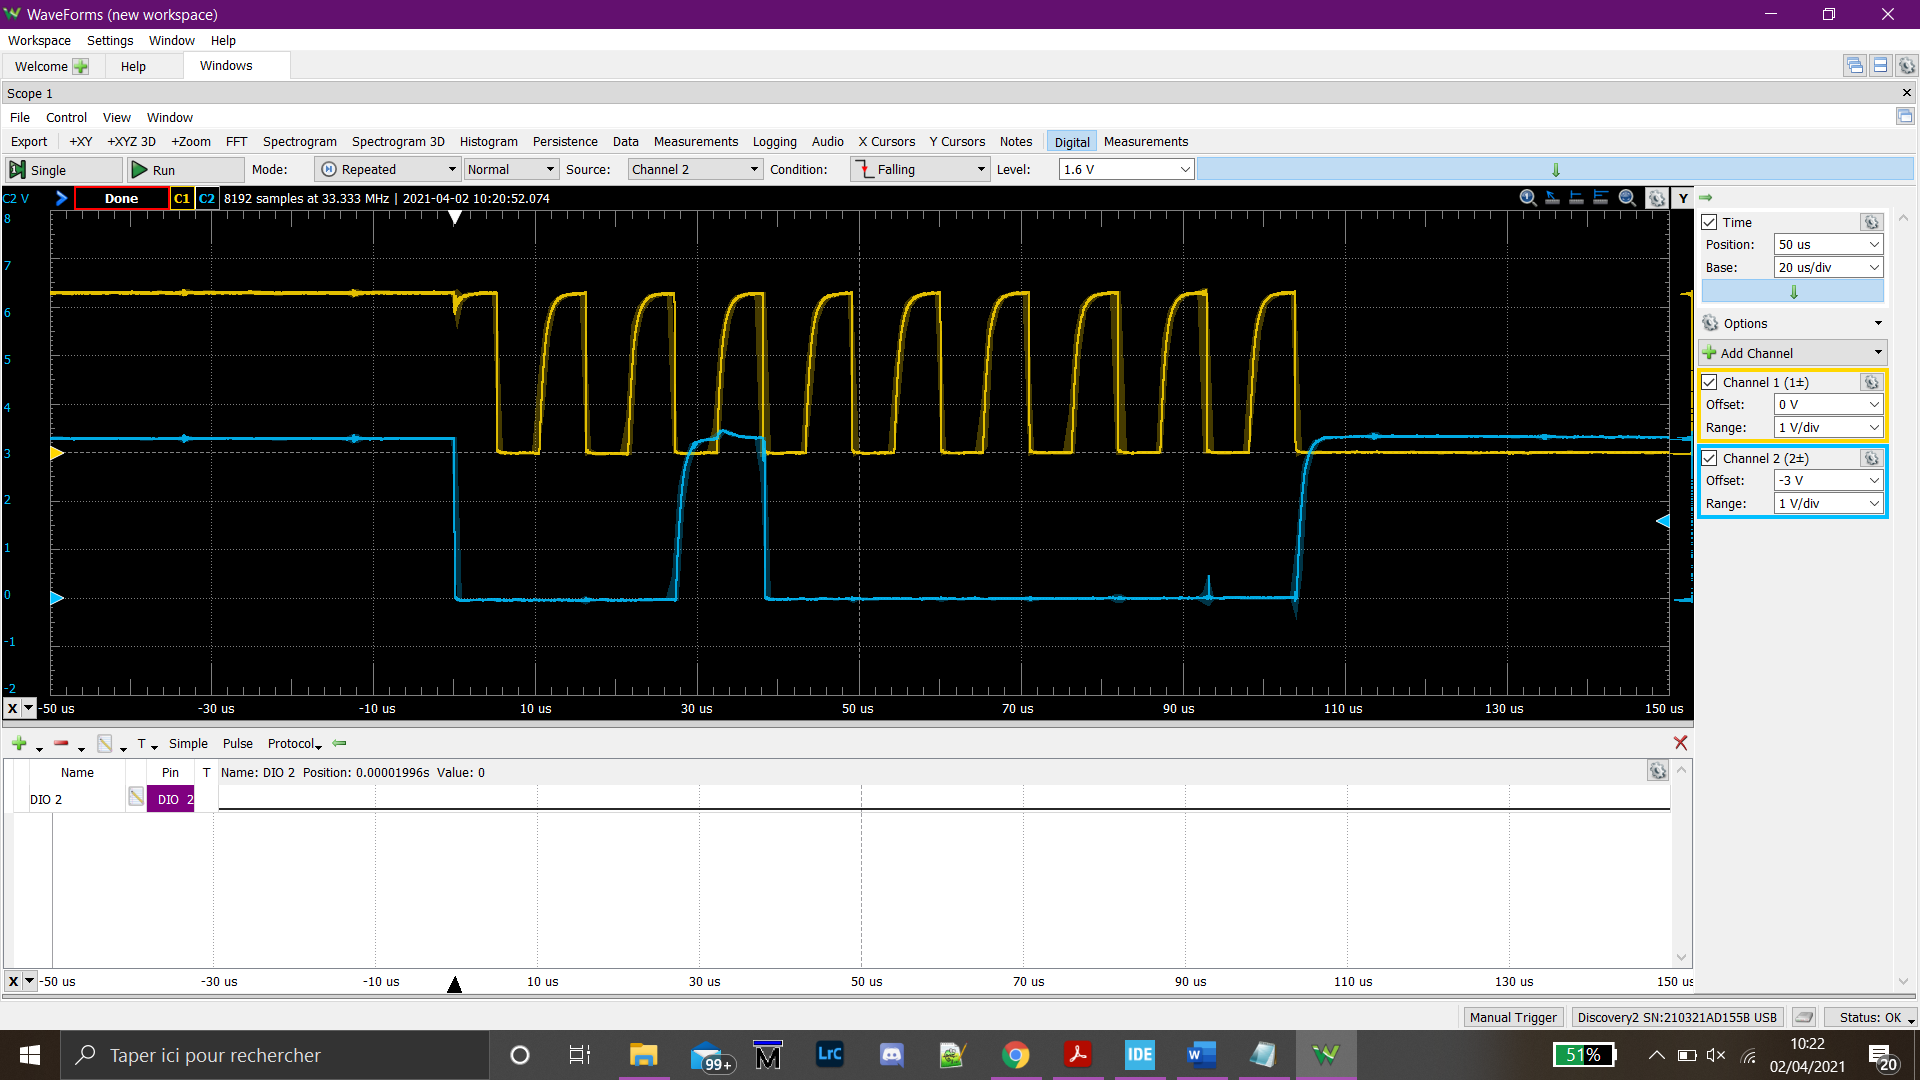 WaveForms (new workspace)
Workspace Settings Window Help
Welcome Help Windows
Scope 1
File Control View Window
Export +XY +XYZ 3D +Zoom FFT Spectrogram Spectrogram 3D Histogram Persistence Data Measurements Logging Audio X Cursors Y Cursors Notes Digital Measurements
Single Run Mode: Repeated Normal Source: Channel 2 Condition: Falling Level: 1.6 V
C2 V Done C1 C2 8192 samples at 33.333 MHz | 2021-04-02 10:20:52.074 Y
8
7
6
5
4
3
2
1
0
-1
-2
X -50 us -30 us -10 us 10 us 30 us 50 us 70 us 90 us 110 us 130 us 150 us
Time
Position: 50 us
Base: 20 us/div
Options
Add Channel
Channel 1 (1±)
Offset: 0 V
Range: 1 V/div
Channel 2 (2±)
Offset: -3 V
Range: 1 V/div
T Simple Pulse Protocol
Name Pin T Name: DIO 2 Position: 0.00001996s Value: 0
DIO 2 DIO 2
X -50 us -30 us -10 us 10 us 30 us 50 us 70 us 90 us 110 us 130 us 150 us
Manual Trigger Discovery2 SN:210321AD155B USB Status: OK
Taper ici pour rechercher 99+ M LrC IDE W 51% 10:22
02/04/2021 20